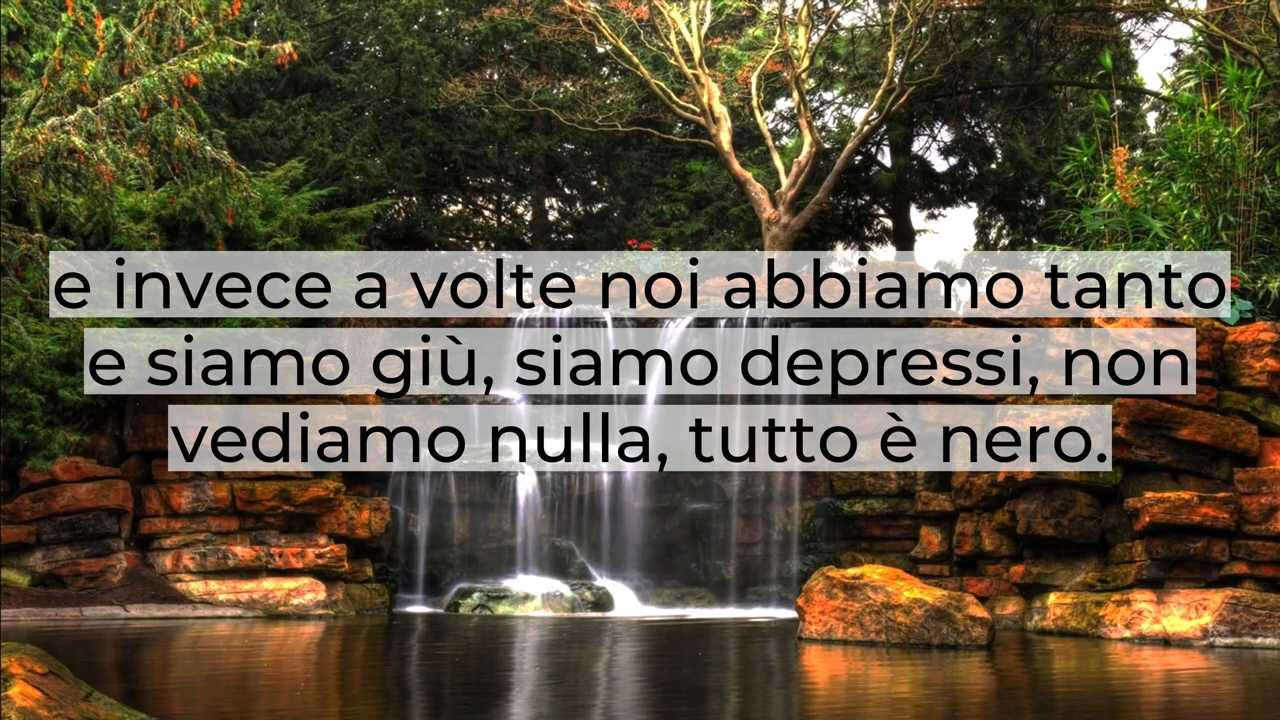 e invece a volte noi abbiamo tanto
e siamo giù, siamo depressi, non
vediamo nulla, tutto è nero.